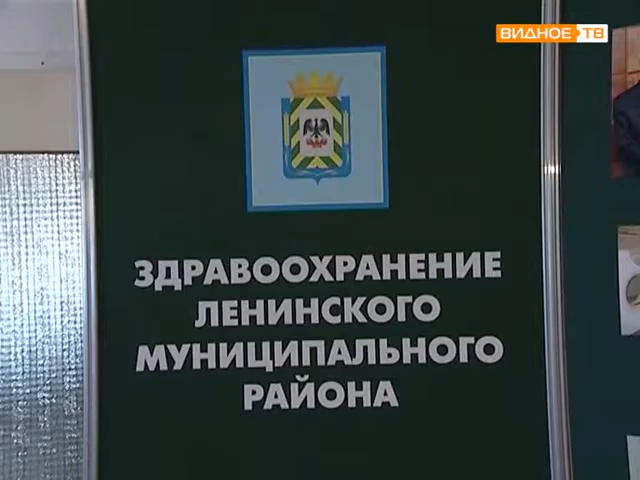 ВИДНОЕ ТВ
ЗДРАВООХРАНЕНИЕ
ЛЕНИНСКОГО
МУНИЦИПАЛЬНОГО
РАЙОНА